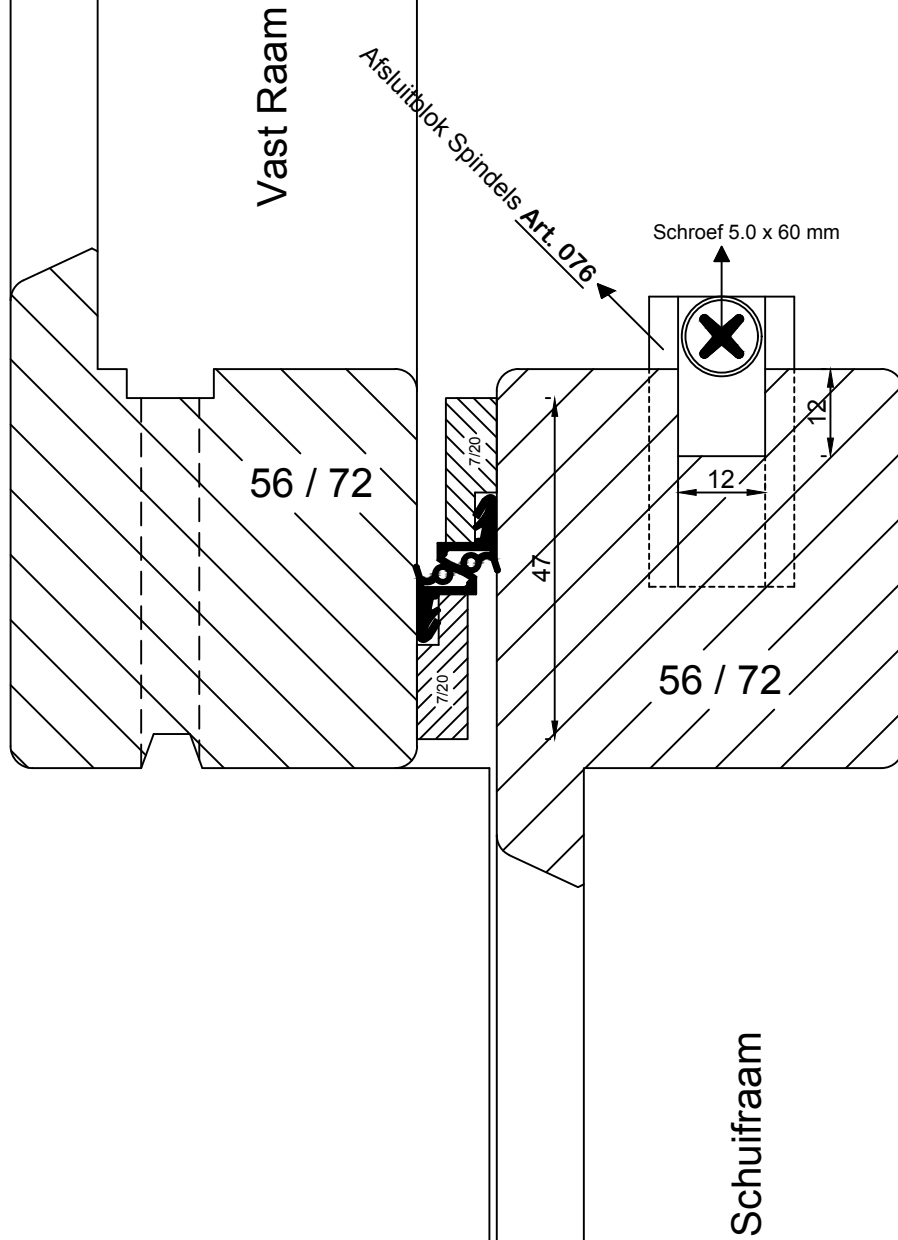 Vast Raam
Afsluitblok Spindels Art. 076
Schroef 5.0 x 60 mm
12
7/20
56 / 72
12
47
56 / 72
7/20
Schuifraam